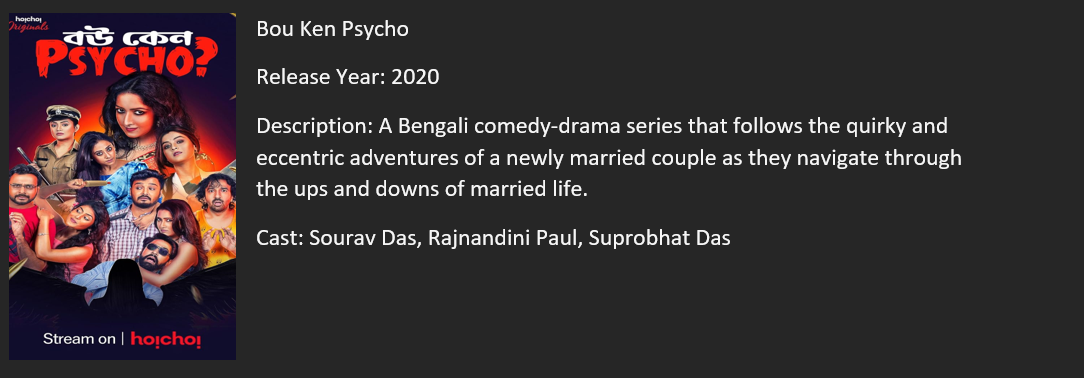 hoichoi
Originals
বউ কেন
PSYCHO?
Stream on | hoichoi
Bou Ken Psycho
Release Year: 2020
Description: A Bengali comedy-drama series that follows the quirky and
eccentric adventures of a newly married couple as they navigate through
the ups and downs of married life.
Cast: Sourav Das, Rajnandini Paul, Suprobhat Das